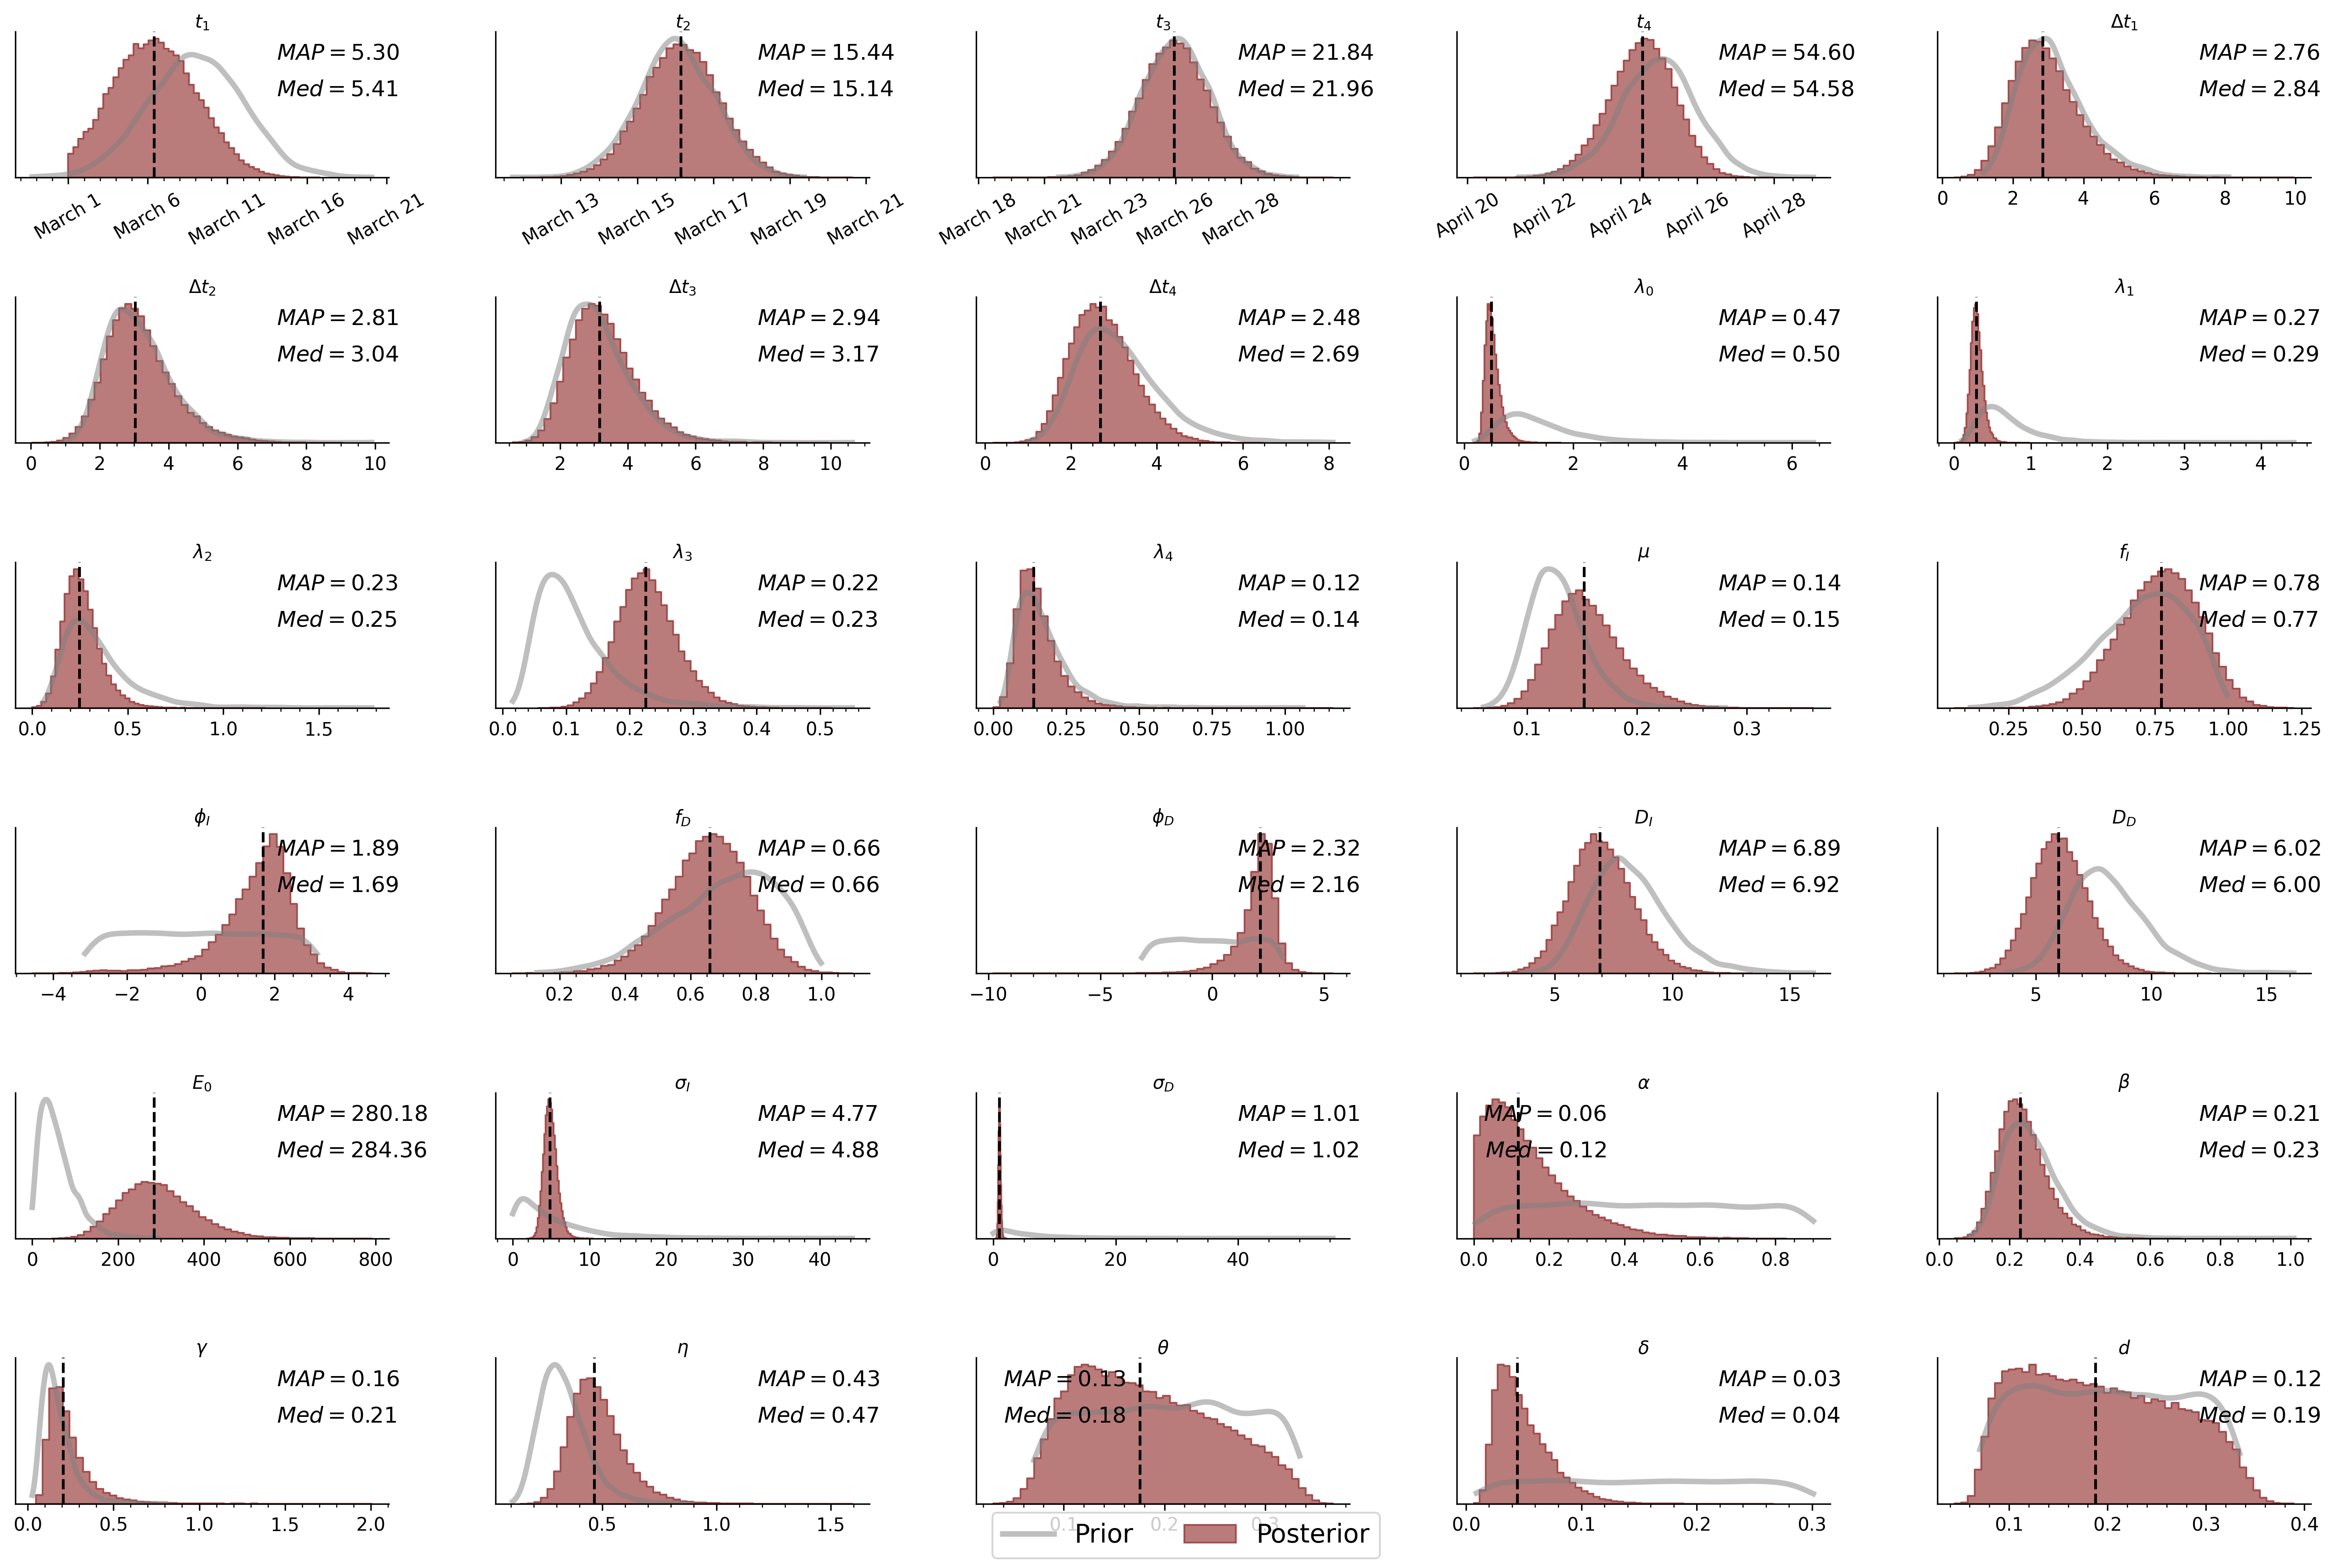 t₁ t₂ t₃ t₄ Δt₁
MAP = 5.30 MAP = 15.44 MAP = 21.84 MAP = 54.60 MAP = 2.76
Med = 5.41 Med = 15.14 Med = 21.96 Med = 54.58 Med = 2.84
March 1 March 6 March 11 March 16 March 21 March 13 March 15 March 17 March 19 March 21 March 18 March 21 March 23 March 26 March 28 April 20 April 22 April 24 April 26 April 28 0 2 4 6 8 10
Δt₂ Δt₃ Δt₄ λ₀ λ₁
MAP = 2.81 MAP = 2.94 MAP = 2.48 MAP = 0.47 MAP = 0.27
Med = 3.04 Med = 3.17 Med = 2.69 Med = 0.50 Med = 0.29
0 2 4 6 8 10 2 4 6 8 10 0 2 4 6 8 0 2 4 6 0 1 2 3 4
λ₂ λ₃ λ₄ μ f_I
MAP = 0.23 MAP = 0.22 MAP = 0.12 MAP = 0.14 MAP = 0.78
Med = 0.25 Med = 0.23 Med = 0.14 Med = 0.15 Med = 0.77
0.0 0.5 1.0 1.5 0.0 0.1 0.2 0.3 0.4 0.5 0.00 0.25 0.50 0.75 1.00 0.1 0.2 0.3 0.25 0.50 0.75 1.00 1.25
ϕ_I f_D ϕ_D D_I D_D
MAP = 1.89 MAP = 0.66 MAP = 2.32 MAP = 6.89 MAP = 6.02
Med = 1.69 Med = 0.66 Med = 2.16 Med = 6.92 Med = 6.00
−4 −2 0 2 4 0.2 0.4 0.6 0.8 1.0 −10 −5 0 5 5 10 15 5 10 15
E₀ σ_I σ_D α β
MAP = 280.18 MAP = 4.77 MAP = 1.01 MAP = 0.06 MAP = 0.21
Med = 284.36 Med = 4.88 Med = 1.02 Med = 0.12 Med = 0.23
0 200 400 600 800 0 10 20 30 40 0 20 40 0.0 0.2 0.4 0.6 0.8 0.0 0.2 0.4 0.6 0.8 1.0
γ η θ δ d
MAP = 0.16 MAP = 0.43 MAP = 0.13 MAP = 0.03 MAP = 0.12
Med = 0.21 Med = 0.47 Med = 0.18 Med = 0.04 Med = 0.19
0.0 0.5 1.0 1.5 2.0 0.5 1.0 1.5 0.1 0.2 0.3 0.0 0.1 0.2 0.3 0.1 0.2 0.3 0.4
Prior Posterior